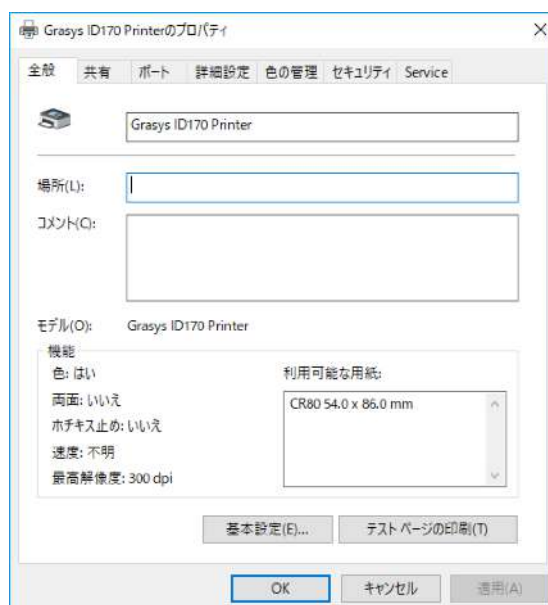 Grasys ID170 Printerのプロパティ
全般 共有 ポート 詳細設定 色の管理 セキュリティ Service
Grasys ID170 Printer
場所(L):
コメント(C):
モデル(O): Grasys ID170 Printer
機能
色: はい
両面: いいえ
ホチキス止め: いいえ
速度: 不明
最高解像度: 300 dpi
利用可能な用紙:
CR80 54.0 x 86.0 mm
基本設定(E)... テスト ページの印刷(T)
OK キャンセル 適用(A)